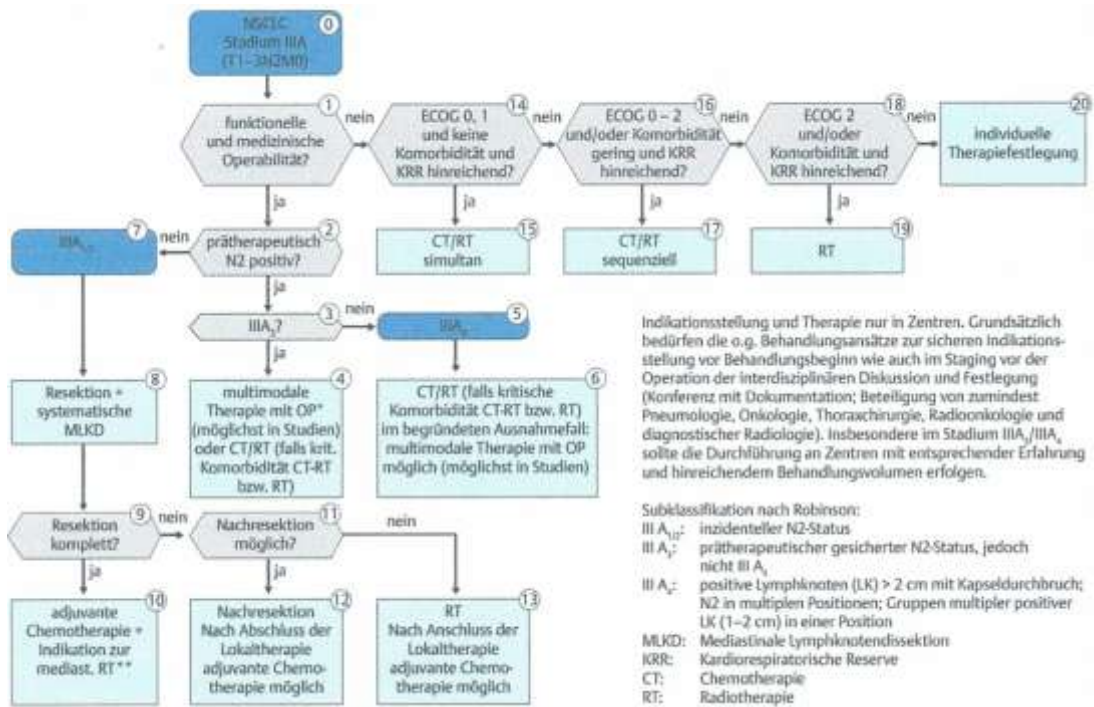 NSCLC
Stadium IIIA
(T1–3N2M0)
0
funktionelle
und medizinische
Operabilität?
1
nein
ECOG 0, 1
und keine
Komorbidität und
KRR hinreichend?
14
nein
ECOG 0 – 2
und/oder Komorbidität
gering und KRR
hinreichend?
16
nein
ECOG 2
und/oder
Komorbidität und
KRR hinreichend?
18
nein
individuelle
Therapiefestlegung
20
ja
ja
ja
ja
IIIA1/2
7
nein
prätherapeutisch
N2 positiv?
2
CT/RT
simultan
15
CT/RT
sequenziell
17
RT
19
ja
IIIA3?
3
nein
5
ja
Resektion +
systematische
MLKD
8
multimodale
Therapie mit OP*
(möglichst in Studien)
oder CT/RT (falls krit.
Komorbidität CT-RT
bzw. RT)
4
CT/RT (falls kritische
Komorbidität CT-RT bzw. RT)
im begründeten Ausnahmefall:
multimodale Therapie mit OP
möglich (möglichst in Studien)
6
Resektion
komplett?
9
nein
Nachresektion
möglich?
11
nein
ja
ja
adjuvante
Chemotherapie +
Indikation zur
mediast. RT**
10
Nachresektion
Nach Abschluss der
Lokaltherapie
adjuvante Chemo-
therapie möglich
12
RT
Nach Anschluss der
Lokaltherapie
adjuvante Chemo-
therapie möglich
13
Indikationsstellung und Therapie nur in Zentren. Grundsätzlich
bedürfen die o.g. Behandlungsansätze zur sicheren Indikations-
stellung vor Behandlungsbeginn wie auch im Staging vor der
Operation der interdisziplinären Diskussion und Festlegung
(Konferenz mit Dokumentation; Beteiligung von zumindest
Pneumologie, Onkologie, Thoraxchirurgie, Radioonkologie und
diagnostischer Radiologie). Insbesondere im Stadium IIIA3/IIIA4
sollte die Durchführung an Zentren mit entsprechender Erfahrung
und hinreichendem Behandlungsvolumen erfolgen.
Subklassifikation nach Robinson:
III A1/2: inzidenteller N2-Status
III A3: prätherapeutischer gesicherter N2-Status, jedoch
nicht III A4
III A4: positive Lymphknoten (LK) > 2 cm mit Kapseldurchbruch;
N2 in multiplen Positionen; Gruppen multipler positiver
LK (1–2 cm) in einer Position
MLKD: Mediastinale Lymphknotendissektion
KRR: Kardiorespiratorische Reserve
CT: Chemotherapie
RT: Radiotherapie